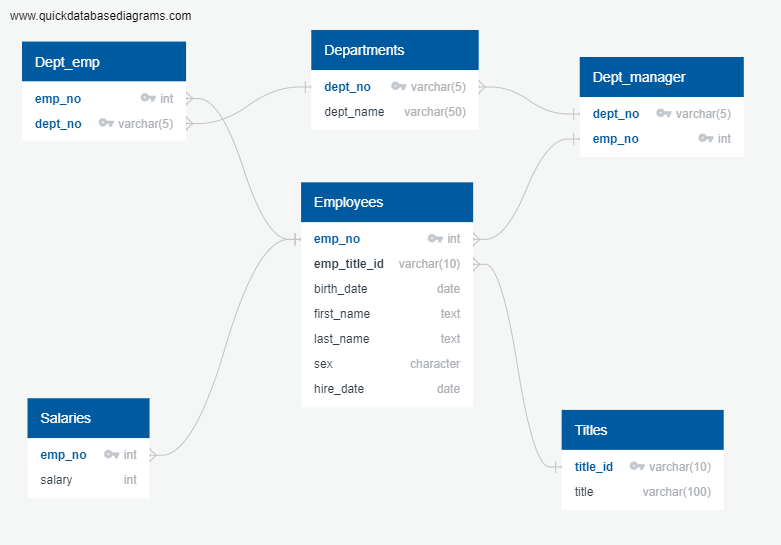 www.quickdatabasediagrams.com
Dept_emp
emp_no int
dept_no varchar(5)
Departments
dept_no varchar(5)
dept_name varchar(50)
Dept_manager
dept_no varchar(5)
emp_no int
Employees
emp_no int
emp_title_id varchar(10)
birth_date date
first_name text
last_name text
sex character
hire_date date
Salaries
emp_no int
salary int
Titles
title_id varchar(10)
title varchar(100)